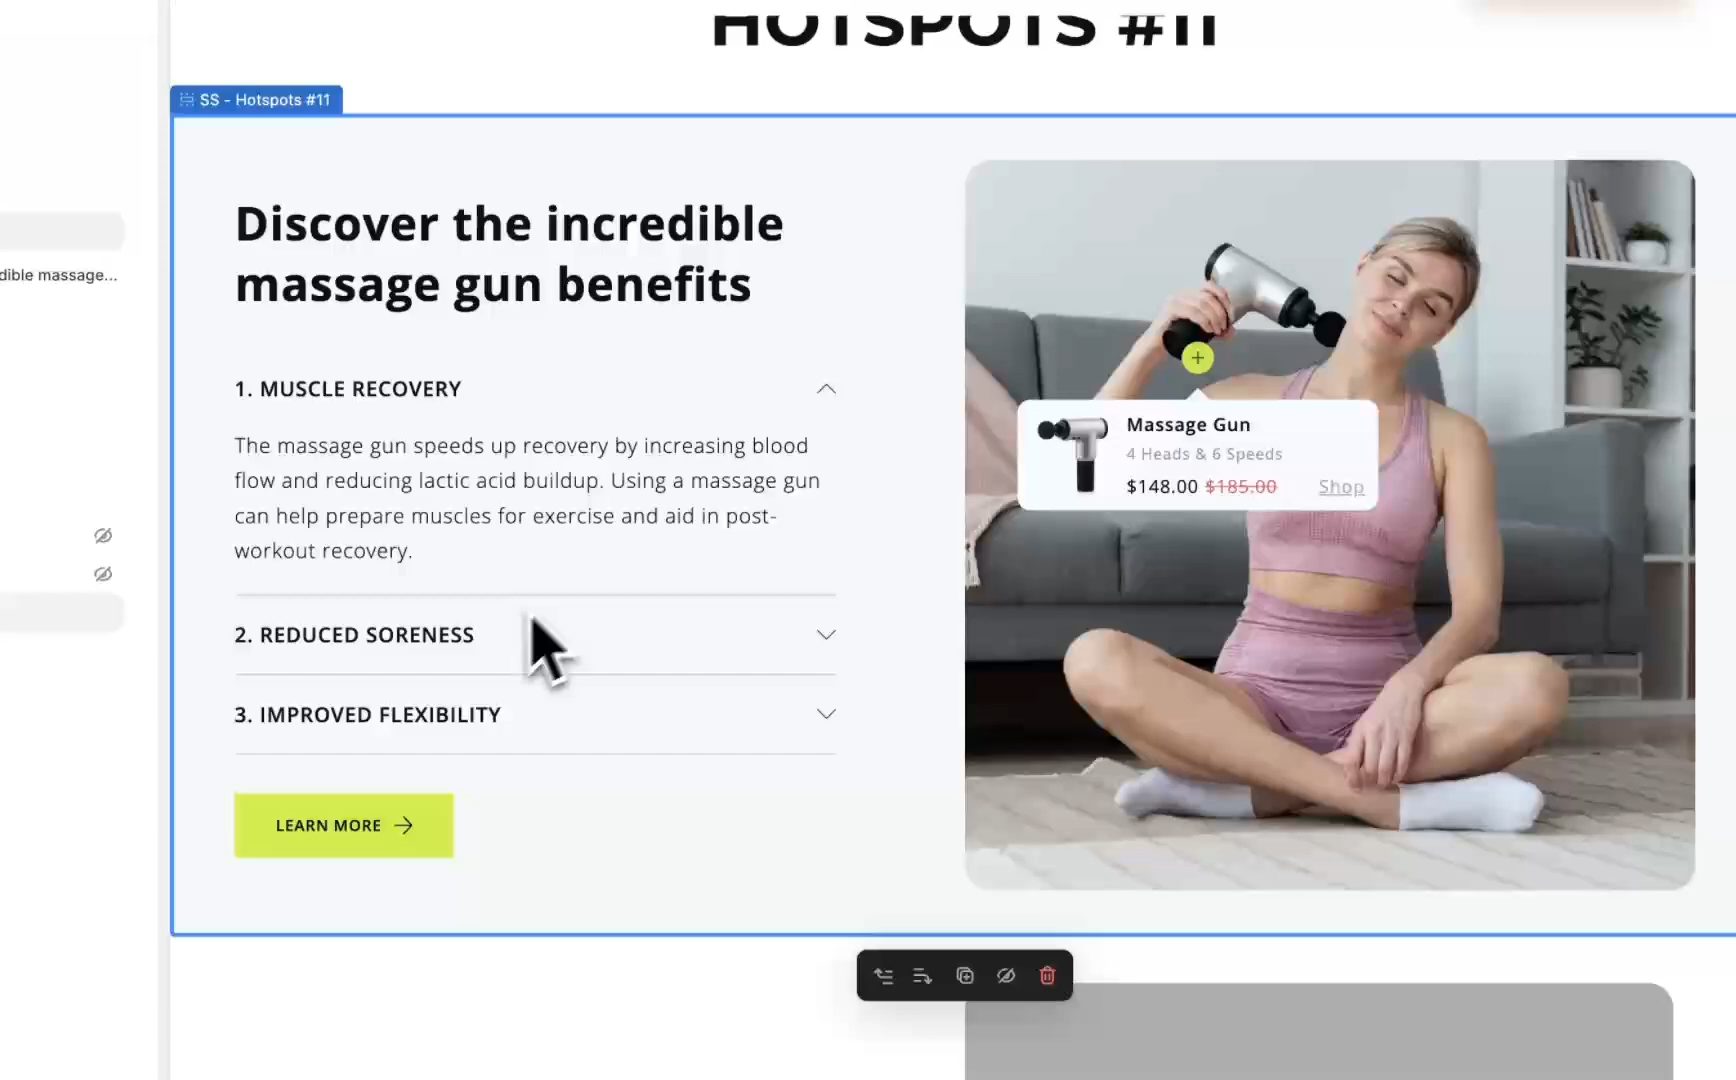 HOTSPOTS #11
SS - Hotspots #11
dible massage...
Discover the incredible
massage gun benefits
1. MUSCLE RECOVERY
The massage gun speeds up recovery by increasing blood
flow and reducing lactic acid buildup. Using a massage gun
can help prepare muscles for exercise and aid in post-
workout recovery.
2. REDUCED SORENESS
3. IMPROVED FLEXIBILITY
LEARN MORE
Massage Gun
4 Heads & 6 Speeds
$148.00 $185.00 Shop